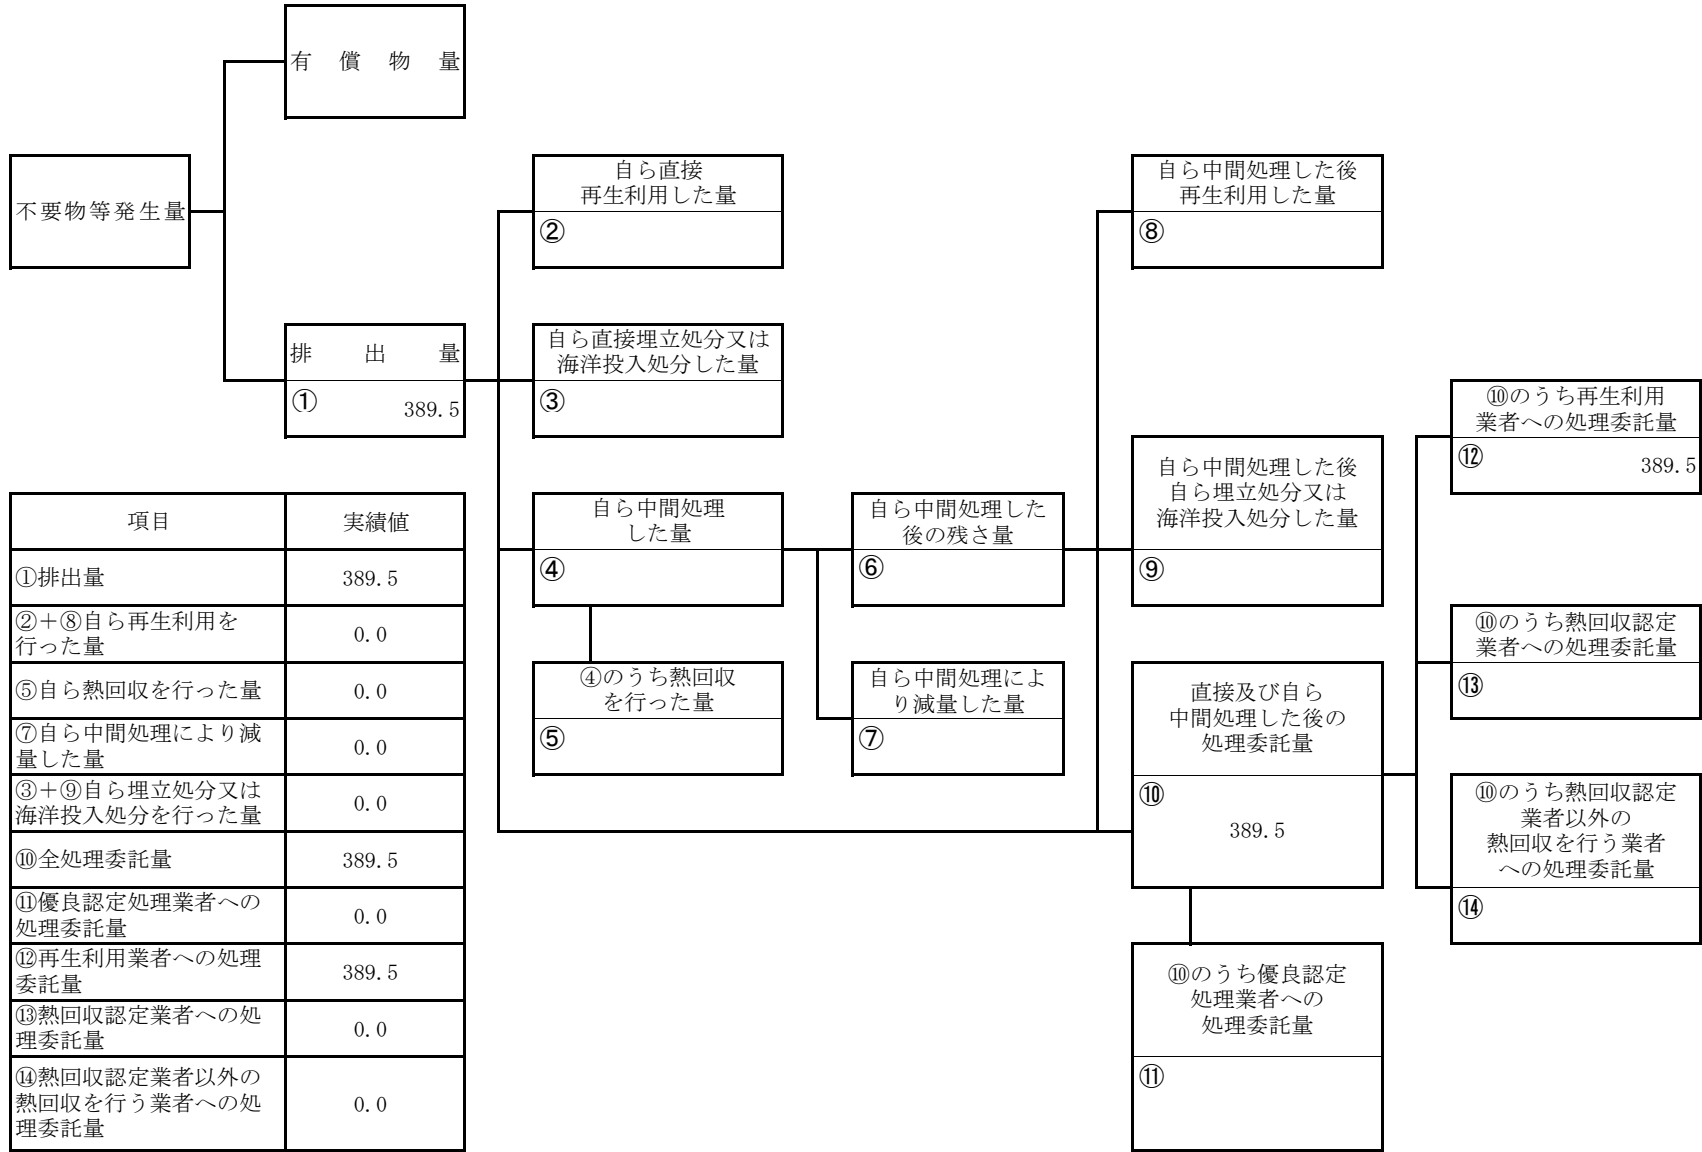 有償物量
不要物等発生量
排出量
①
389.5
自ら直接
再生利用した量
②
自ら直接埋立処分又は
海洋投入処分した量
③
自ら中間処理
した量
④
④のうち熱回収
を行った量
⑤
自ら中間処理した
後の残さ量
⑥
自ら中間処理によ
り減量した量
⑦
自ら中間処理した後
再生利用した量
⑧
自ら中間処理した後
自ら埋立処分又は
海洋投入処分した量
⑨
直接及び自ら
中間処理した後の
処理委託量
⑩
389.5
⑩のうち優良認定
処理業者への
処理委託量
⑪
⑩のうち再生利用
業者への処理委託量
⑫
389.5
⑩のうち熱回収認定
業者への処理委託量
⑬
⑩のうち熱回収認定
業者以外の
熱回収を行う業者
への処理委託量
⑭
項目 実績値
①排出量 389.5
②＋⑧自ら再生利用を
行った量
0.0
⑤自ら熱回収を行った量 0.0
⑦自ら中間処理により減
量した量
0.0
③＋⑨自ら埋立処分又は
海洋投入処分を行った量
0.0
⑩全処理委託量 389.5
⑪優良認定処理業者への
処理委託量
0.0
⑫再生利用業者への処理
委託量
389.5
⑬熱回収認定業者への処
理委託量
0.0
⑭熱回収認定業者以外の
熱回収を行う業者への処
理委託量
0.0